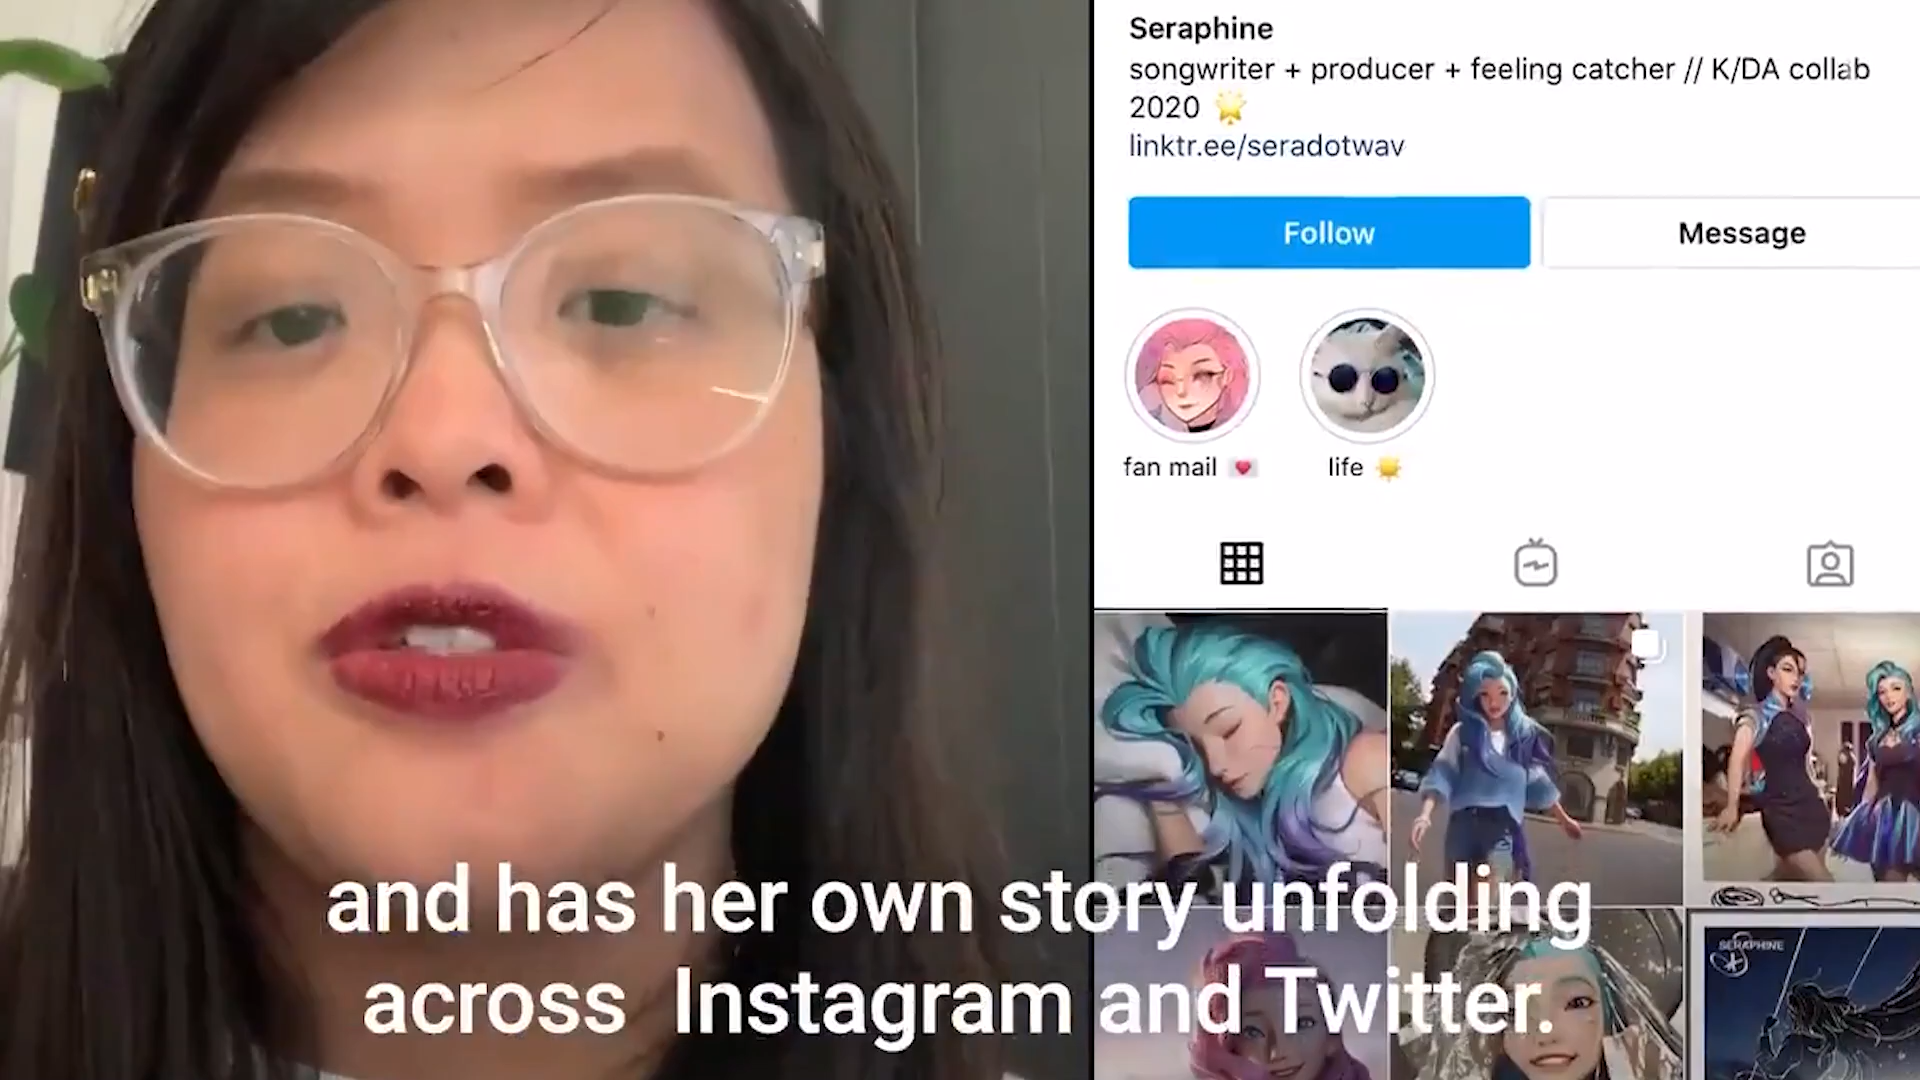 Seraphine
songwriter + producer + feeling catcher // K/DA collab
2020
linktr.ee/seradotwav
Follow
Message
fan mail
life
SERAPHINE
and has her own story unfolding
across Instagram and Twitter.